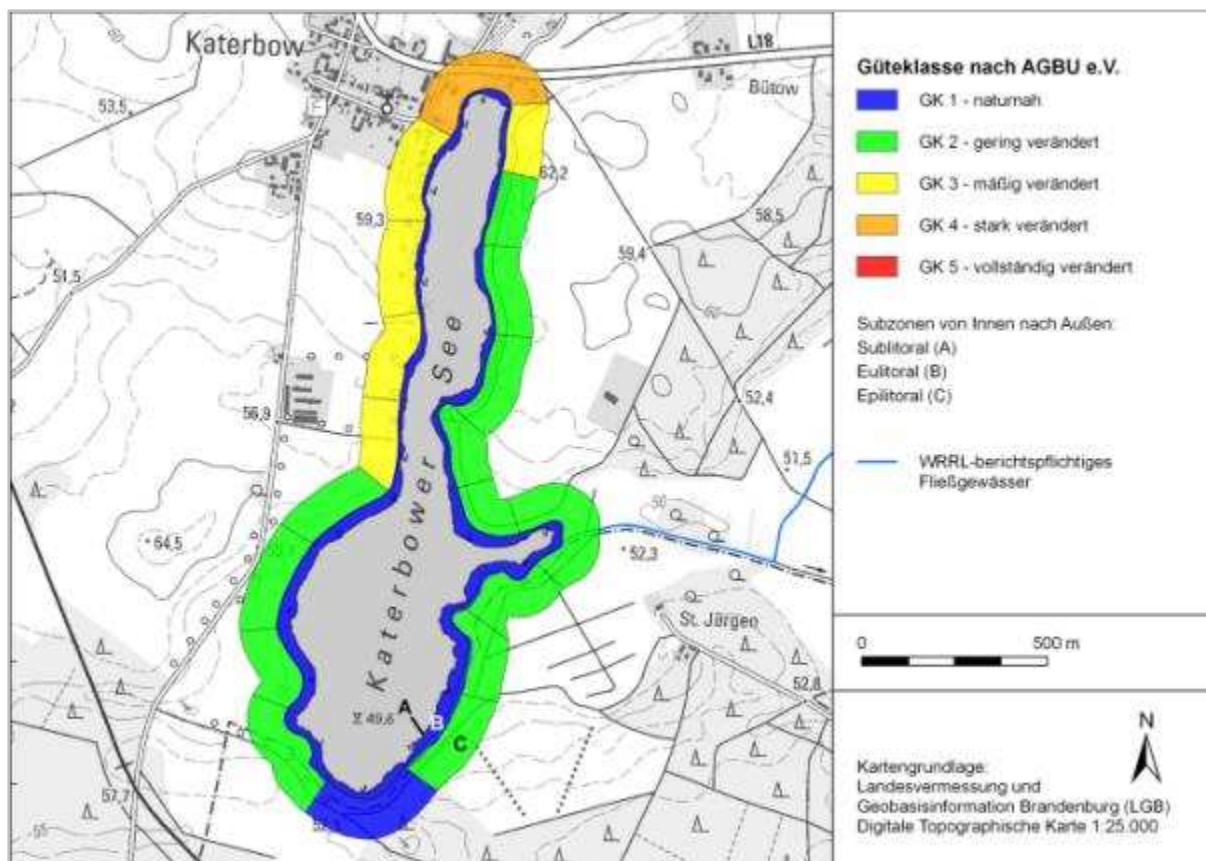 Katerbow
L18
Bütow
53,5
62,2
59,3
58,5
59,4
51,5
60
52,4
56,9
51,5
64,5
52,3
St. Jürgen
Katerbower See
A
B
49,6
C
52,8
57,7
55
Güteklasse nach AGBU e.V.
GK 1 - naturnah
GK 2 - gering verändert
GK 3 - mäßig verändert
GK 4 - stark verändert
GK 5 - vollständig verändert
Subzonen von Innen nach Außen:
Sublitoral (A)
Eulitoral (B)
Epilitoral (C)
WRRL-berichtspflichtiges
Fließgewässer
0 500 m
N
Kartengrundlage:
Landesvermessung und
Geobasisinformation Brandenburg (LGB)
Digitale Topographische Karte 1:25.000